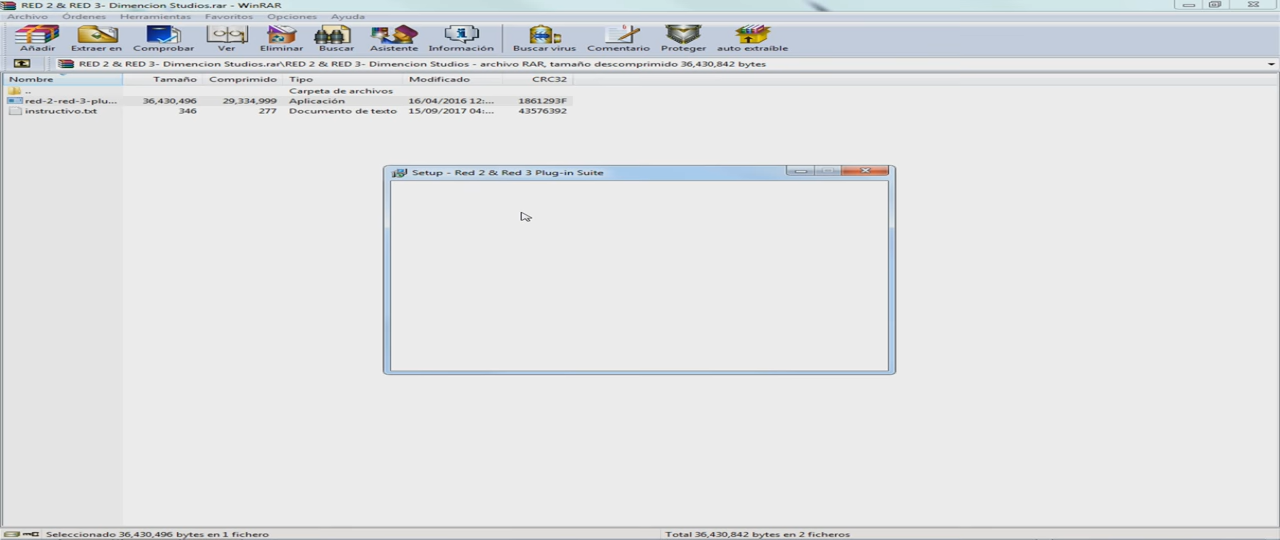 RED 2 & RED 3- Dimencion Studios.rar - WinRAR
Archivo Órdenes Herramientas Favoritos Opciones Ayuda
Añadir Extraer en Comprobar Ver Eliminar Buscar Asistente Información Buscar virus Comentario Proteger auto extraíble
RED 2 & RED 3- Dimencion Studios.rar\RED 2 & RED 3- Dimencion Studios - archivo RAR, tamaño descomprimido 36,430,842 bytes
Nombre Tamaño Comprimido Tipo Modificado CRC32
.. Carpeta de archivos
red-2-red-3-plu... 36,430,496 29,334,999 Aplicación 16/04/2016 12:... 1861293F
instructivo.txt 346 277 Documento de texto 15/09/2017 04:... 43576392
Setup - Red 2 & Red 3 Plug-in Suite
Seleccionado 36,430,496 bytes en 1 fichero Total 36,430,842 bytes en 2 ficheros